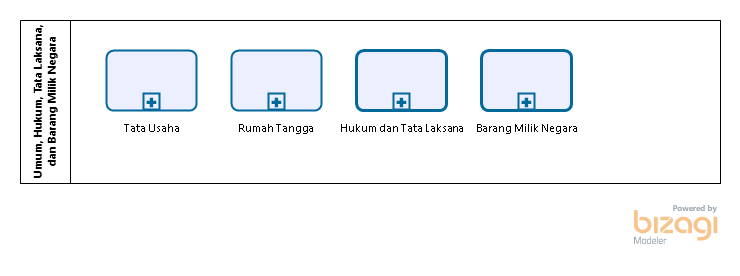 Umum, Hukum, Tata Laksana,
dan Barang Milik Negara
Tata Usaha
Rumah Tangga
Hukum dan Tata Laksana
Barang Milik Negara
Powered by
bizagi
Modeler